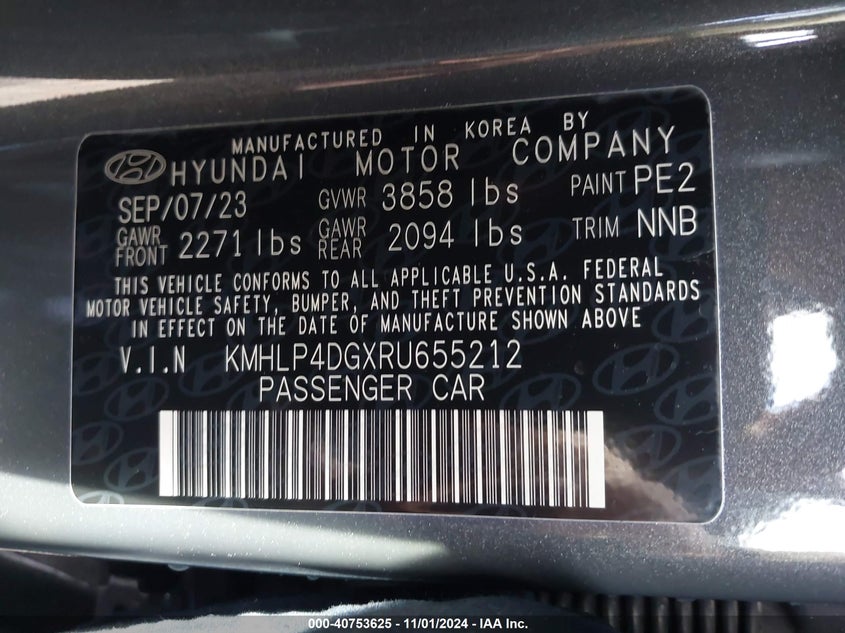 MANUFACTURED IN KOREA BY
HYUNDAI MOTOR COMPANY
SEP/07/23 GVWR 3858 lbs PAINT PE2
GAWR FRONT 2271 lbs GAWR REAR 2094 lbs TRIM NNB
THIS VEHICLE CONFORMS TO ALL APPLICABLE U.S.A. FEDERAL
MOTOR VEHICLE SAFETY, BUMPER, AND THEFT PREVENTION STANDARDS
IN EFFECT ON THE DATE OF MANUFACTURE SHOWN ABOVE
V.I.N KMHLP4DGXRU655212
PASSENGER CAR
000-40753625 - 11/01/2024 - IAA Inc.